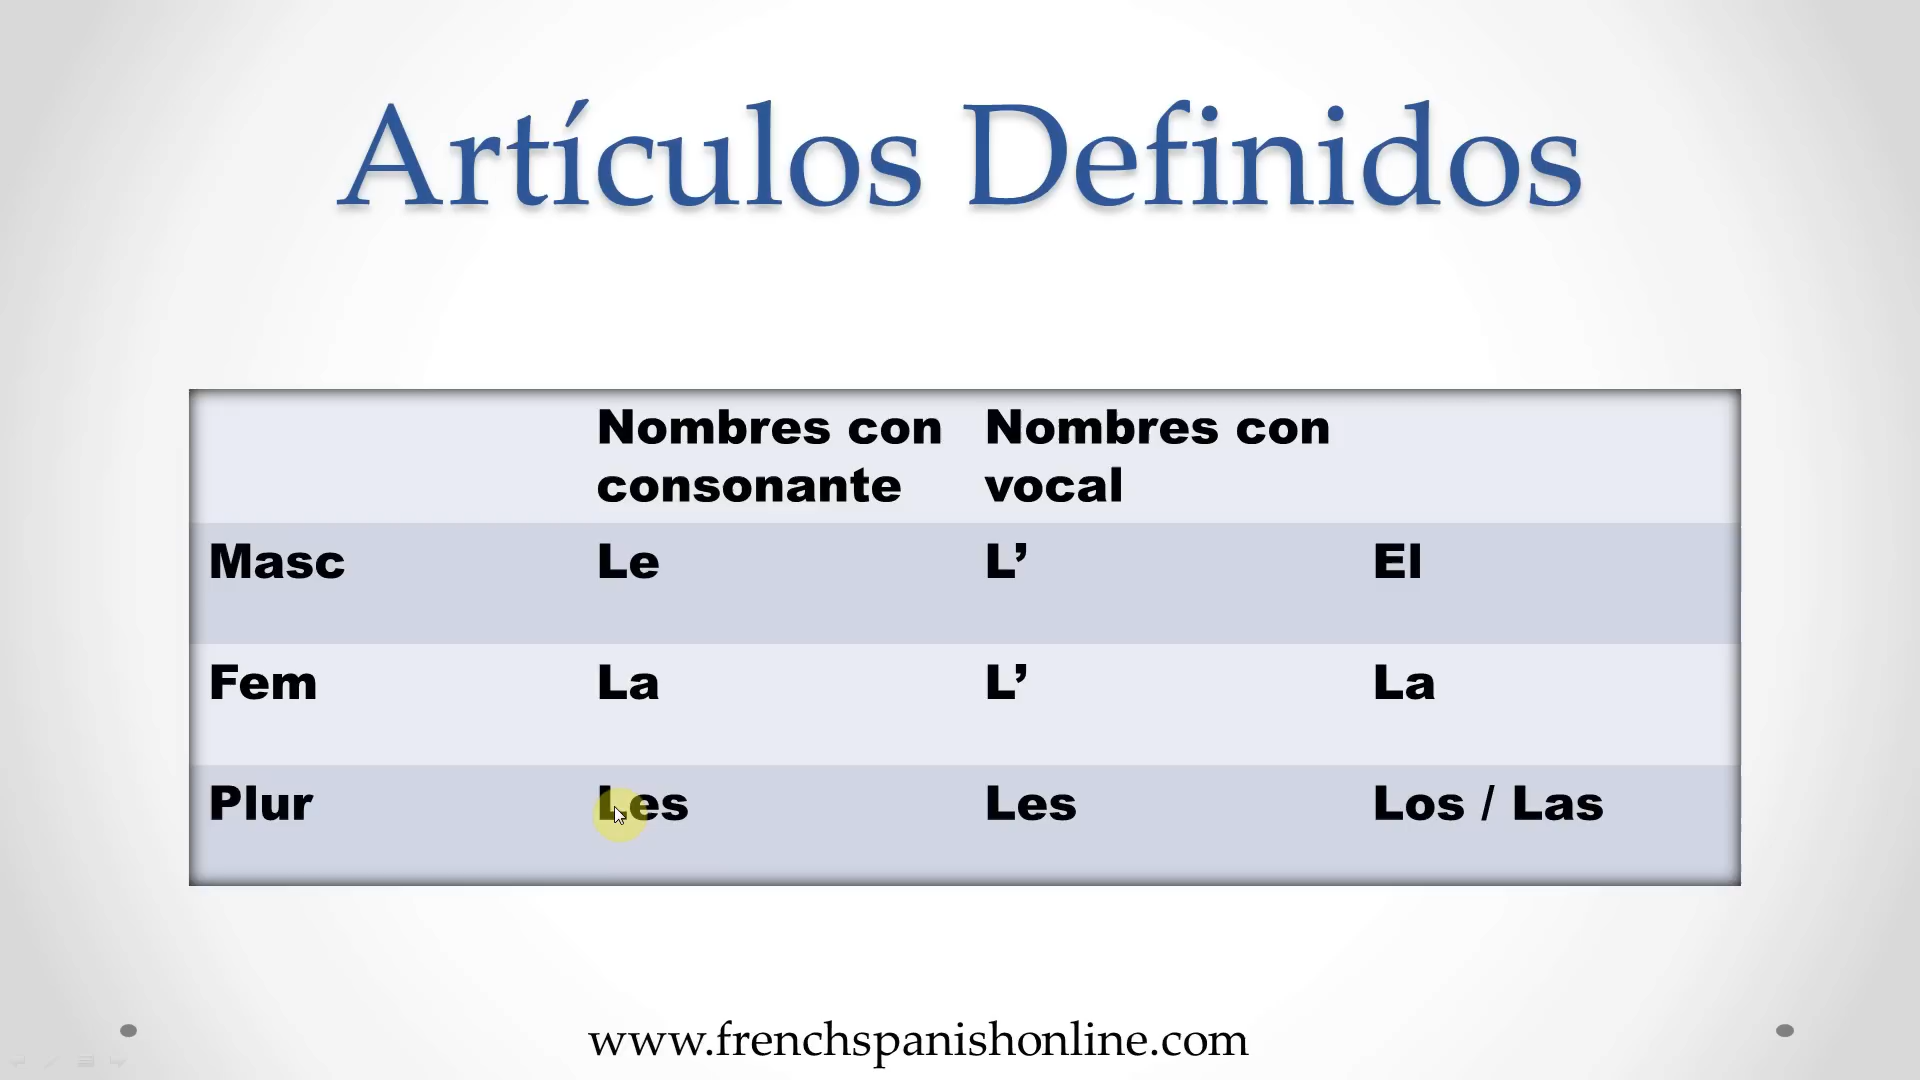 Artículos Definidos
Nombres con consonante Nombres con vocal
Masc Le L’ El
Fem La L’ La
Plur Les Les Los / Las
www.frenchspanishonline.com